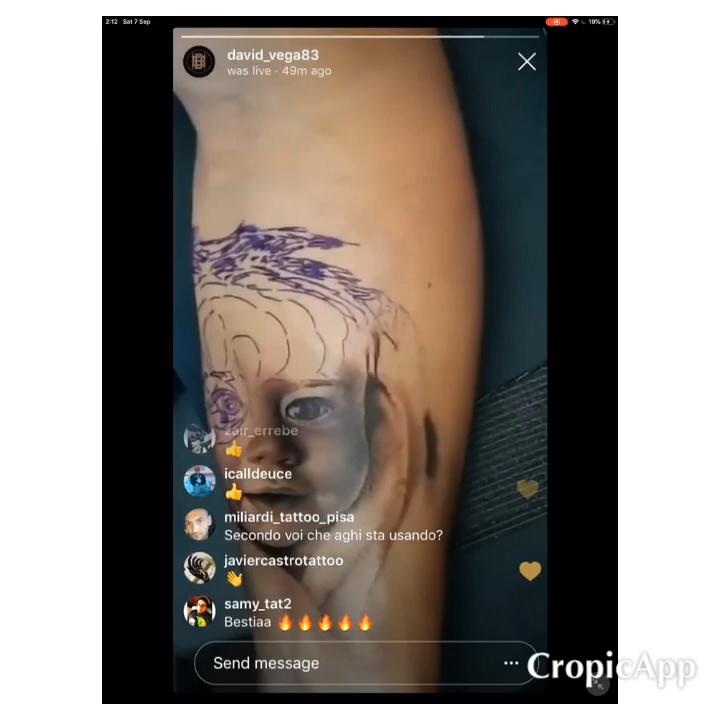 2:12 Sat 7 Sep
19%
david_vega83
was live · 49m ago
zair_errebe
👍
icalldeuce
👍
miliardi_tattoo_pisa
Secondo voi che aghi sta usando?
javiercastrotattoo
👋
samy_tat2
Bestiaa 🔥🔥🔥🔥🔥
Send message
CropicApp